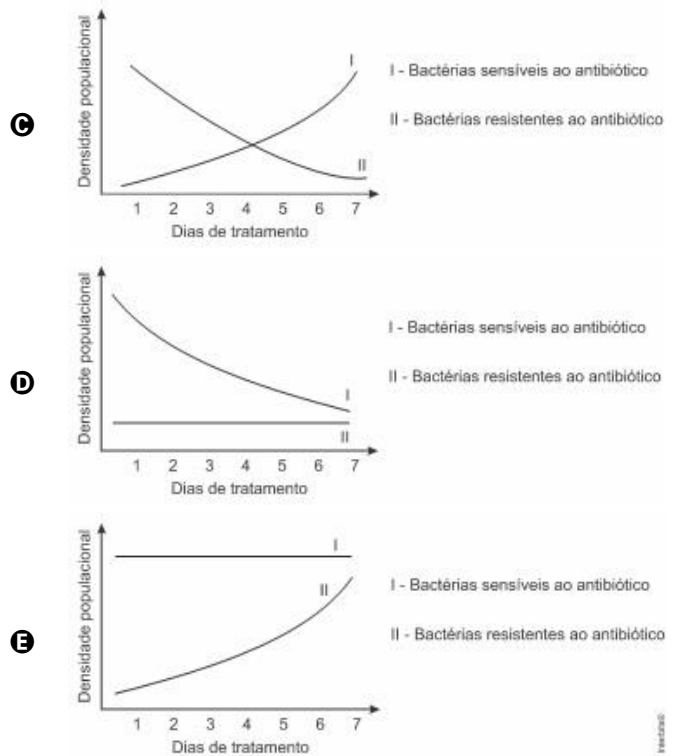 Densidade populacional
I
II
I - Bactérias sensíveis ao antibiótico
II - Bactérias resistentes ao antibiótico
C
1 2 3 4 5 6 7
Dias de tratamento
Densidade populacional
I
II
I - Bactérias sensíveis ao antibiótico
II - Bactérias resistentes ao antibiótico
D
1 2 3 4 5 6 7
Dias de tratamento
Densidade populacional
I
II
I - Bactérias sensíveis ao antibiótico
II - Bactérias resistentes ao antibiótico
E
1 2 3 4 5 6 7
Dias de tratamento